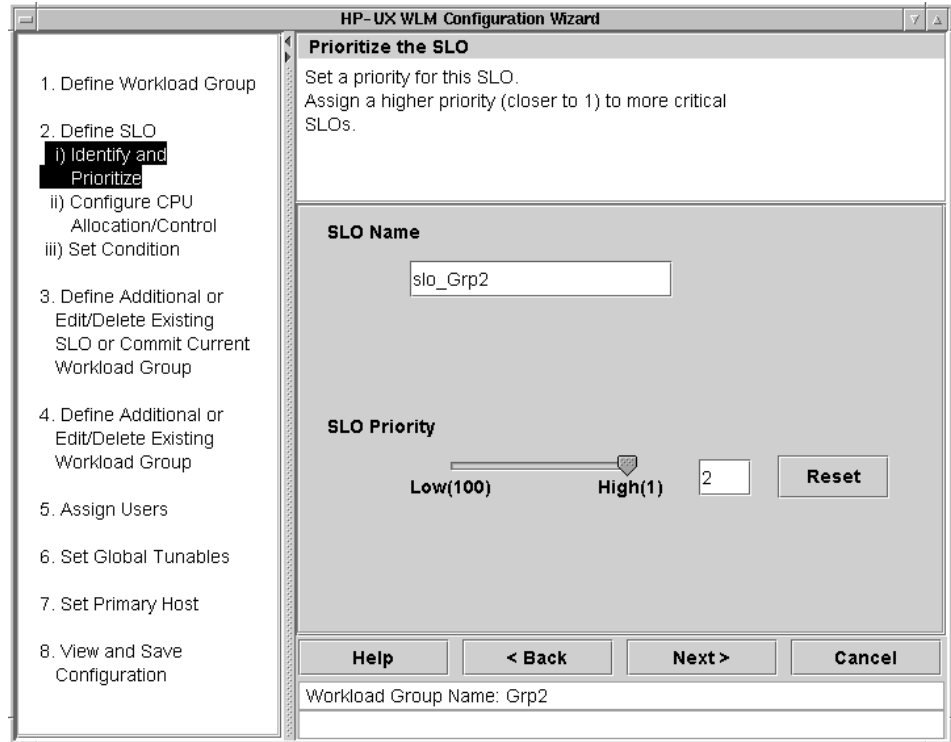 HP-UX WLM Configuration Wizard
1. Define Workload Group
2. Define SLO
i) Identify and
Prioritize
ii) Configure CPU
Allocation/Control
iii) Set Condition
3. Define Additional or
Edit/Delete Existing
SLO or Commit Current
Workload Group
4. Define Additional or
Edit/Delete Existing
Workload Group
5. Assign Users
6. Set Global Tunables
7. Set Primary Host
8. View and Save
Configuration
Prioritize the SLO
Set a priority for this SLO.
Assign a higher priority (closer to 1) to more critical
SLOs.
SLO Name
slo_Grp2
SLO Priority
Low(100) High(1) 2 Reset
Help < Back Next > Cancel
Workload Group Name: Grp2